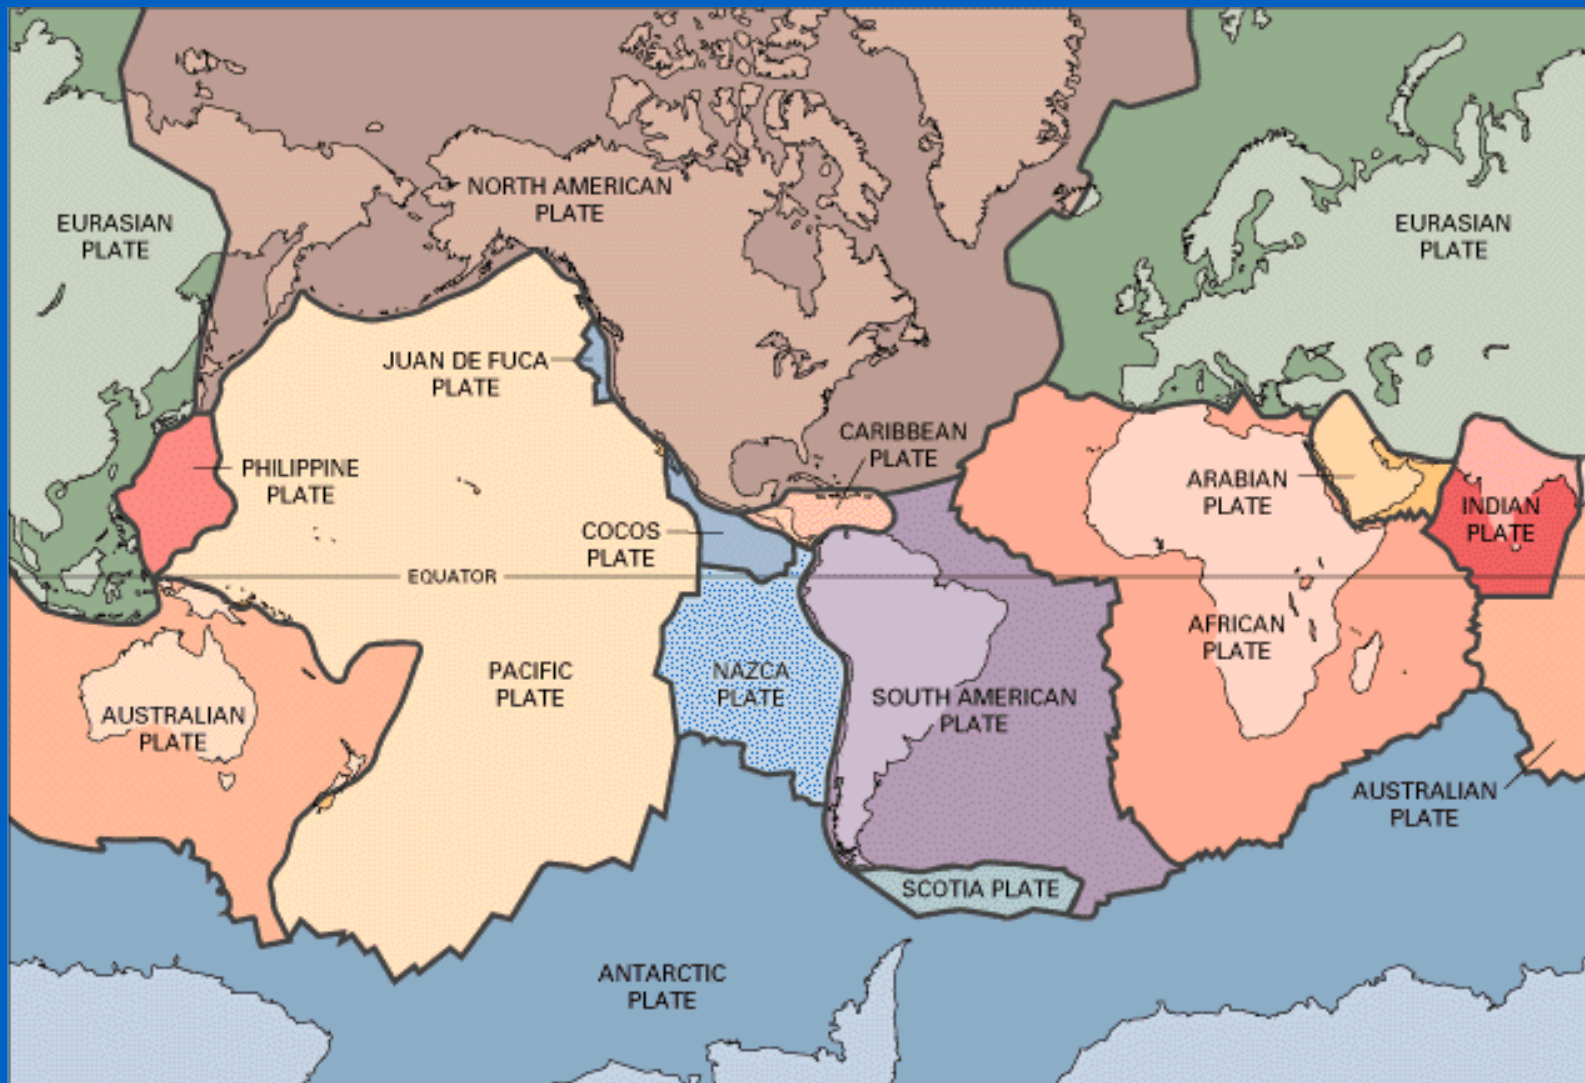 NORTH AMERICAN
PLATE
EURASIAN
PLATE
EURASIAN
PLATE
JUAN DE FUCA
PLATE
CARIBBEAN
PLATE
PHILIPPINE
PLATE
ARABIAN
PLATE
INDIAN
PLATE
COCOS
PLATE
EQUATOR
AFRICAN
PLATE
PACIFIC
PLATE
NAZCA
PLATE
SOUTH AMERICAN
PLATE
AUSTRALIAN
PLATE
AUSTRALIAN
PLATE
SCOTIA PLATE
ANTARCTIC
PLATE